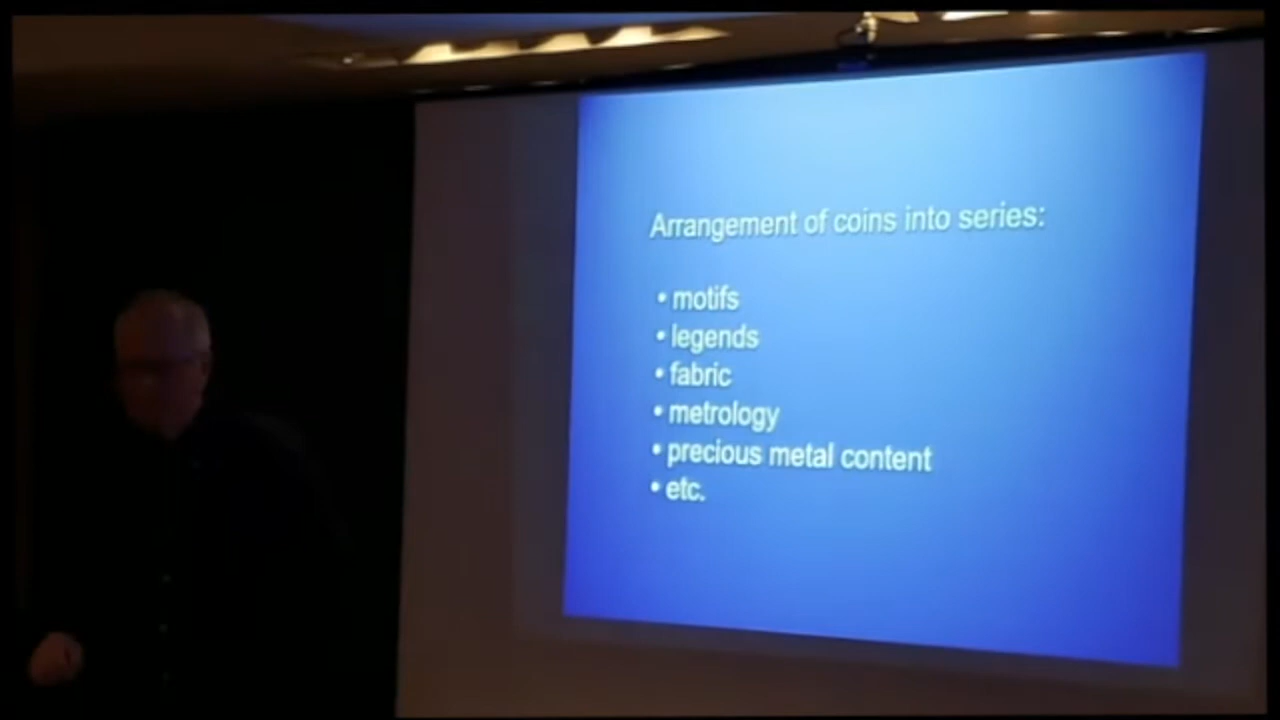 Arrangement of coins into series:
• motifs
• legends
• fabric
• metrology
• precious metal content
• etc.